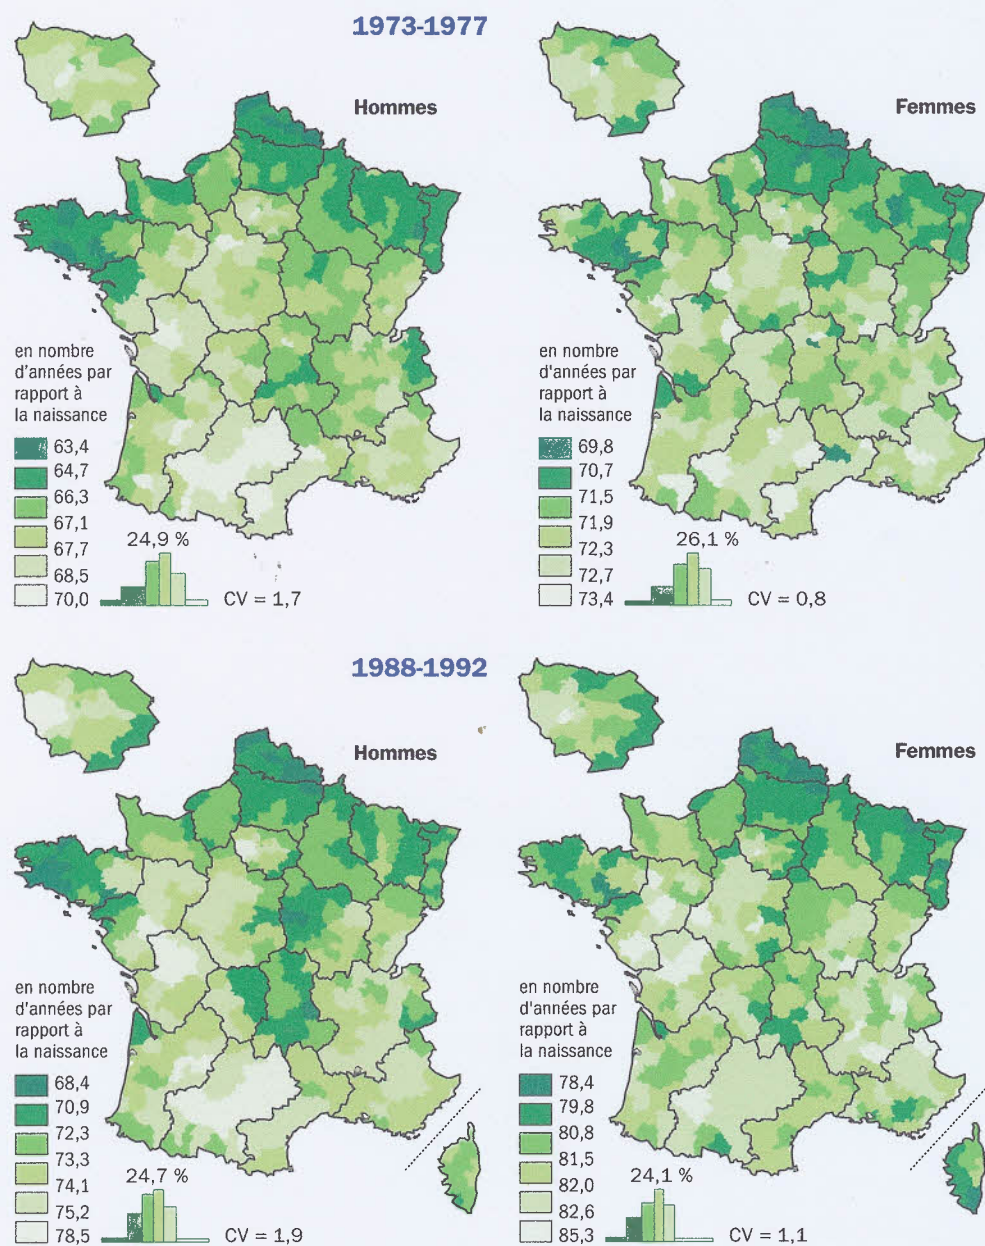 1973-1977
Hommes
Femmes
en nombre
d'années par
rapport à
la naissance
63,4
64,7
66,3
67,1
67,7
68,5
70,0
24,9 %
CV = 1,7
en nombre
d'années par
rapport à
la naissance
69,8
70,7
71,5
71,9
72,3
72,7
73,4
26,1 %
CV = 0,8
1988-1992
Hommes
Femmes
en nombre
d'années par
rapport à
la naissance
68,4
70,9
72,3
73,3
74,1
75,2
78,5
24,7 %
CV = 1,9
en nombre
d'années par
rapport à
la naissance
78,4
79,8
80,8
81,5
82,0
82,6
85,3
24,1 %
CV = 1,1